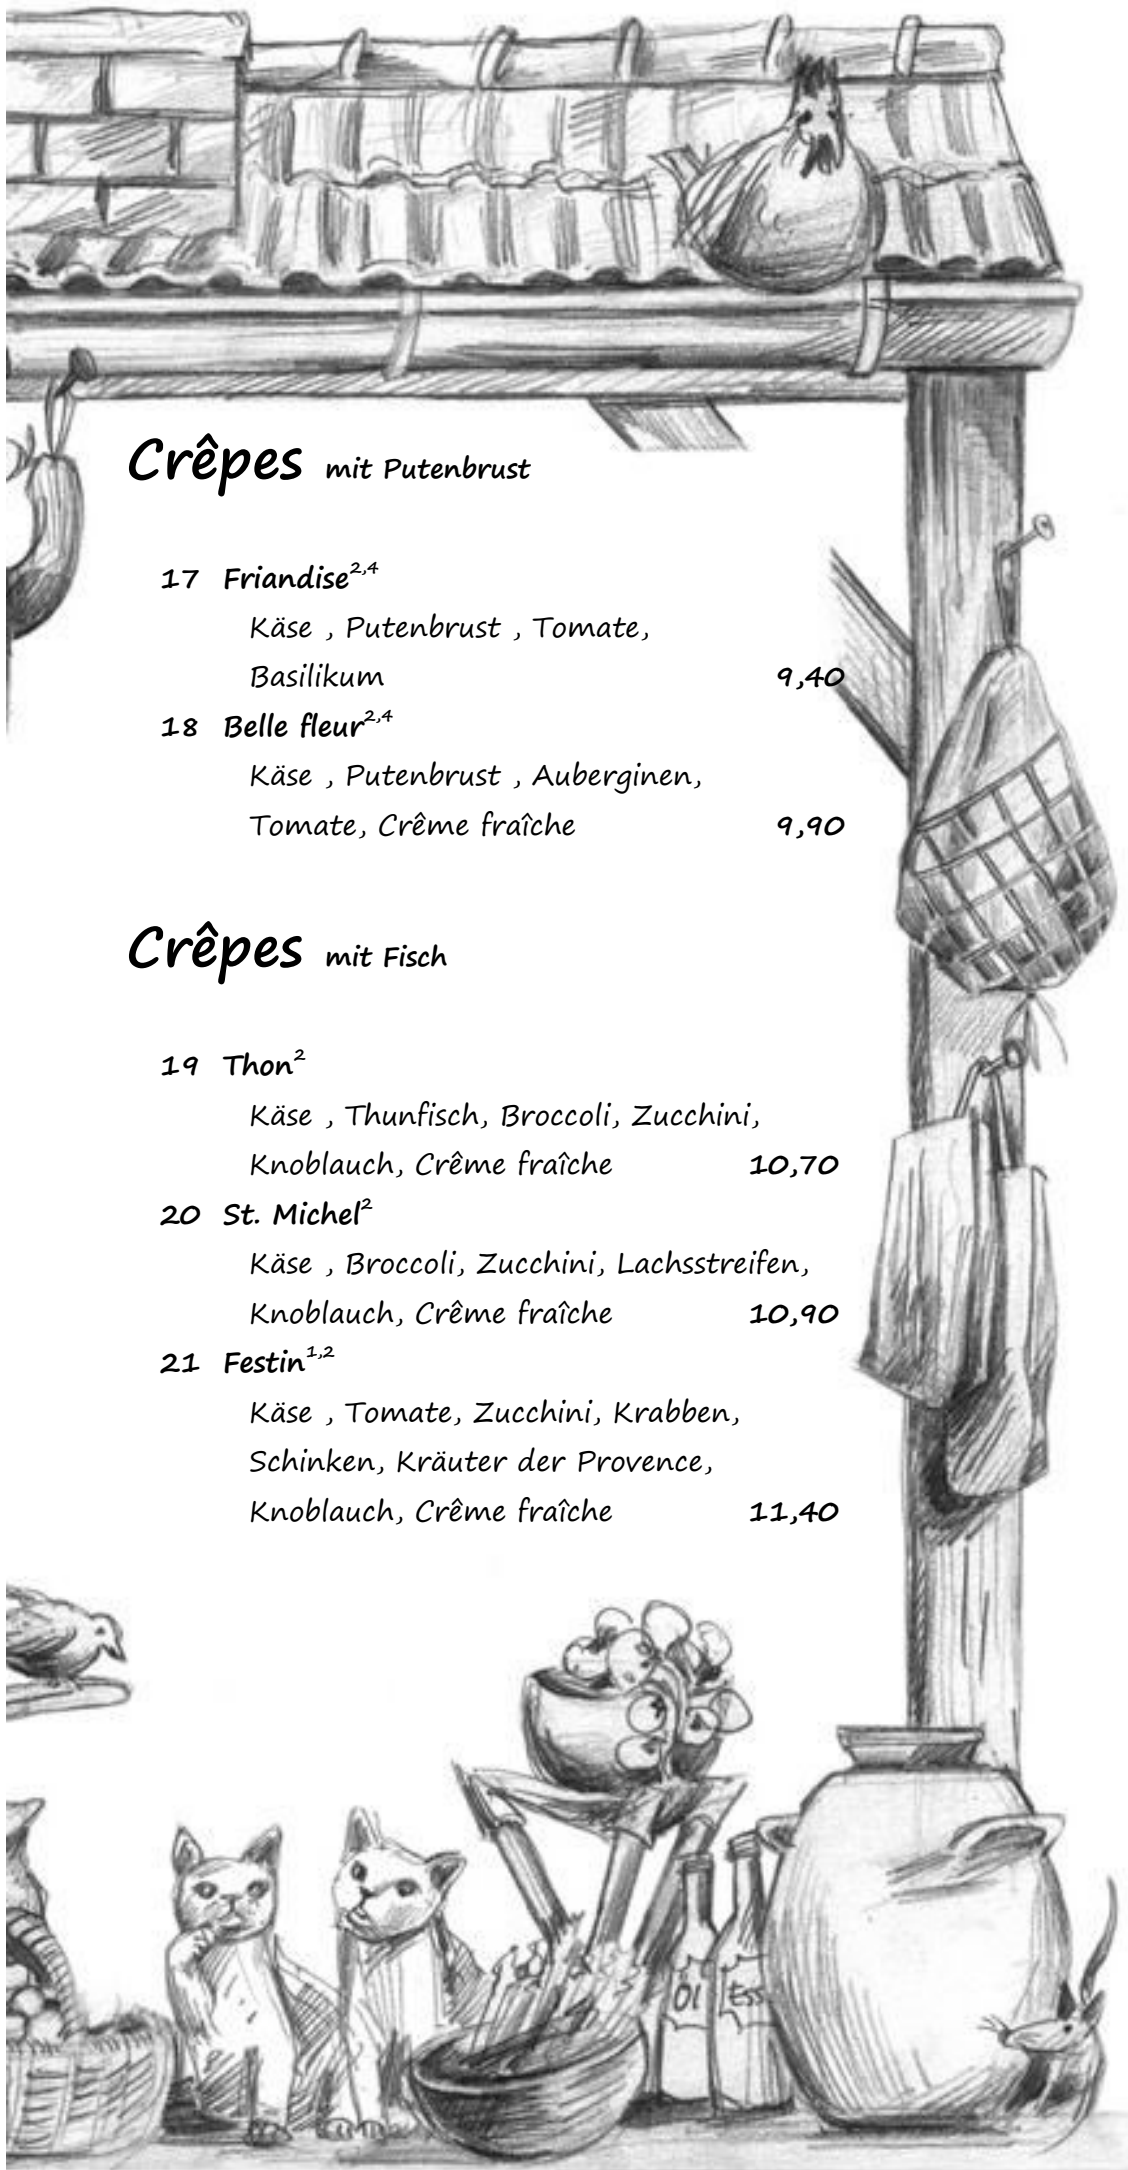 Crêpes mit Putenbrust
17 Friandise2,4
Käse , Putenbrust , Tomate,
Basilikum 9,40
18 Belle fleur2,4
Käse , Putenbrust , Auberginen,
Tomate, Crême fraîche 9,90
Crêpes mit Fisch
19 Thon2
Käse , Thunfisch, Broccoli, Zucchini,
Knoblauch, Crême fraîche 10,70
20 St. Michel2
Käse , Broccoli, Zucchini, Lachsstreifen,
Knoblauch, Crême fraîche 10,90
21 Festin1,2
Käse , Tomate, Zucchini, Krabben,
Schinken, Kräuter der Provence,
Knoblauch, Crême fraîche 11,40
Öl Ess